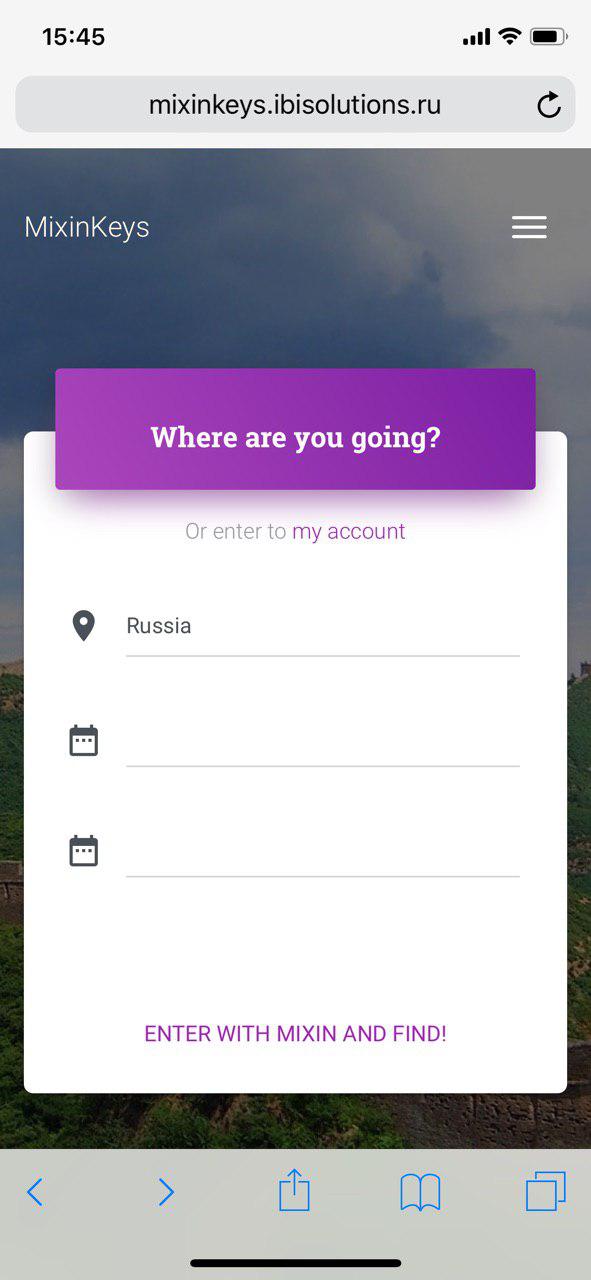 15:45
mixinkeys.ibisolutions.ru
MixinKeys
Where are you going?
Or enter to my account
Russia
ENTER WITH MIXIN AND FIND!